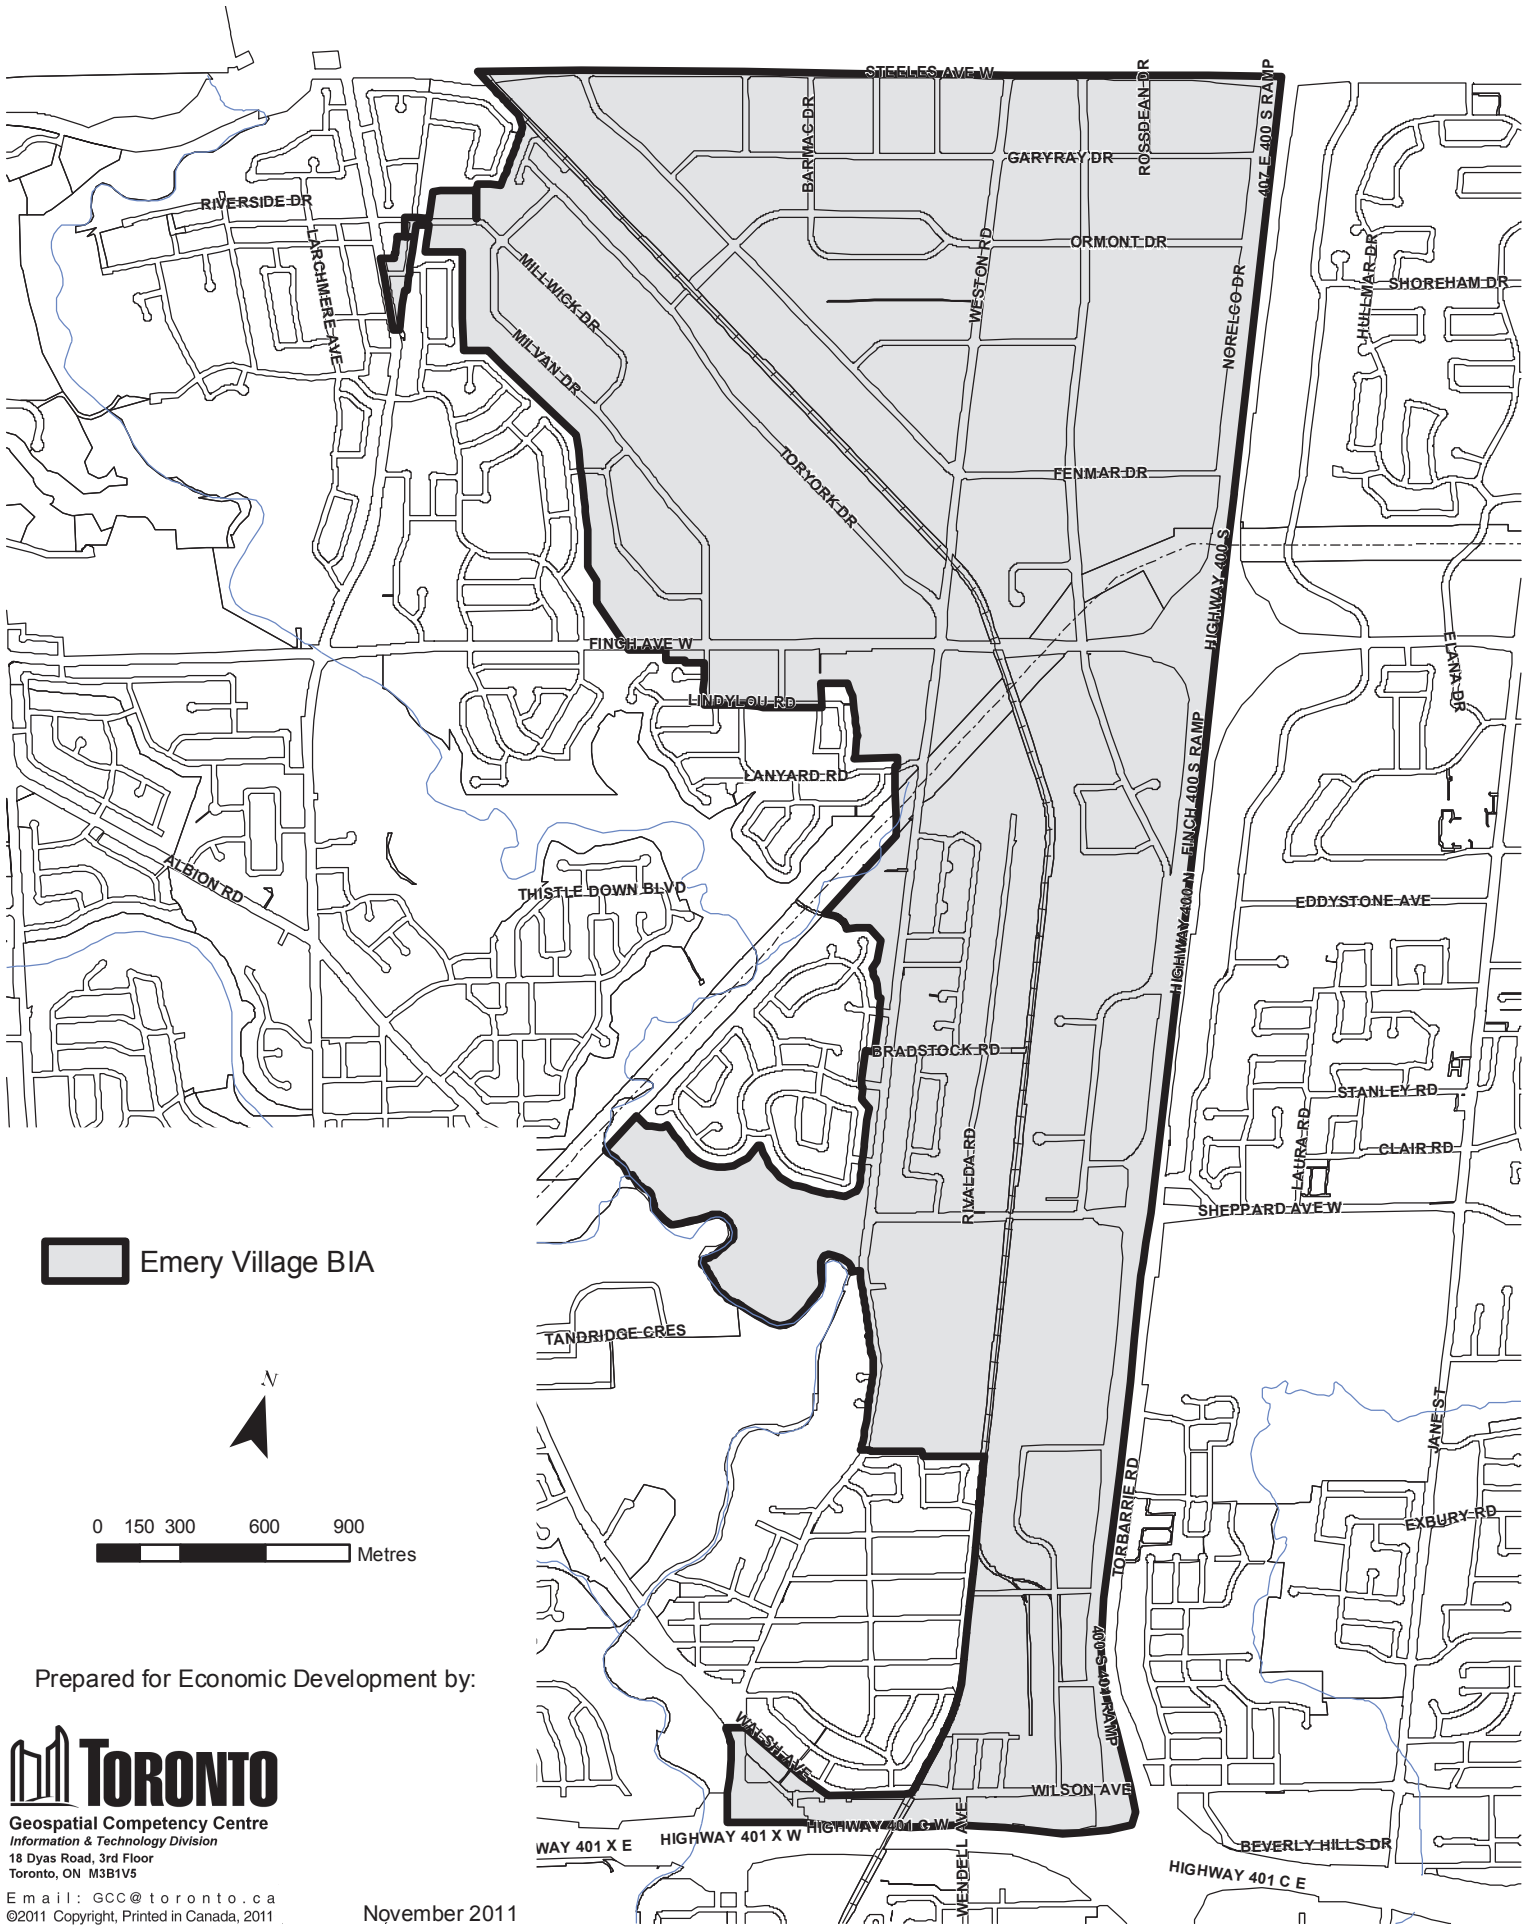 STEELES AVE W
BARMAC DR
ROSSDEAN DR
407 E 400 S RAMP
GARYRAY DR
RIVERSIDE DR
LARCHMERE AVE
WESTON RD
ORMONT DR
HULLMAR DR
SHOREHAM DR
MILLWICK DR
MILVAN DR
NORELCO DR
TORYORK DR
FENMAR DR
HIGHWAY 400 S
FINCH AVE W
ELANA DR
LINDYLOU RD
LANYARD RD
FINCH 400 S RAMP
ALBION RD
THISTLE DOWN BLVD
HIGHWAY 400 N
EDDYSTONE AVE
BRADSTOCK RD
STANLEY RD
LAURA RD
CLAIR RD
RIVALDA RD
SHEPPARD AVE W
Emery Village BIA
TANDRIDGE CRES
N
JANE ST
0 150 300 600 900
Metres
TORBARRIE RD
EXBURY RD
400 S 401 RAMP
Prepared for Economic Development by:
WALSH AVE
WILSON AVE
TORONTO
Geospatial Competency Centre
Information & Technology Division
18 Dyas Road, 3rd Floor
Toronto, ON M3B1V5
Email: GCC@toronto.ca
©2011 Copyright, Printed in Canada, 2011
November 2011
WAY 401 X E
HIGHWAY 401 X W
HIGHWAY 401 C W
WENDELL AVE
BEVERLY HILLS DR
HIGHWAY 401 C E